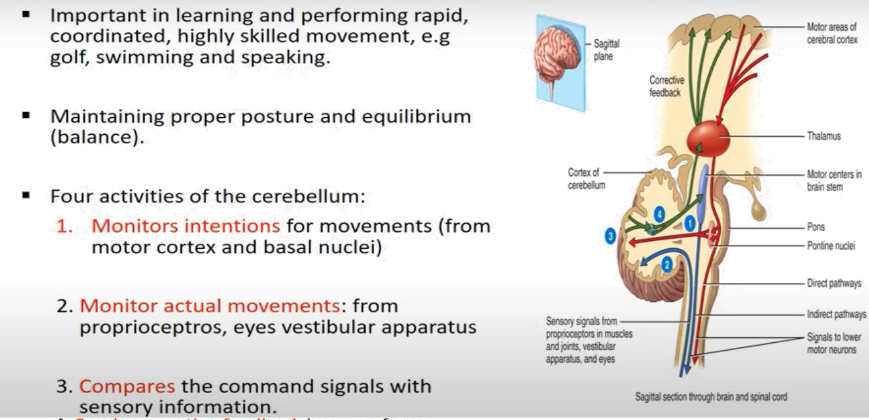 ▪ Important in learning and performing rapid,
coordinated, highly skilled movement, e.g
golf, swimming and speaking.
▪ Maintaining proper posture and equilibrium
(balance).
▪ Four activities of the cerebellum:
1. Monitors intentions for movements (from
motor cortex and basal nuclei)
2. Monitor actual movements: from
proprioceptros, eyes vestibular apparatus
3. Compares the command signals with
sensory information.
Sagittal
plane
Motor areas of
cerebral cortex
Corrective
feedback
Thalamus
Cortex of
cerebellum
Motor centers in
brain stem
4
1
3
2
Pons
Pontine nuclei
Direct pathways
Indirect pathways
Signals to lower
motor neurons
Sensory signals from
proprioceptors in muscles
and joints, vestibular
apparatus, and eyes
Sagittal section through brain and spinal cord